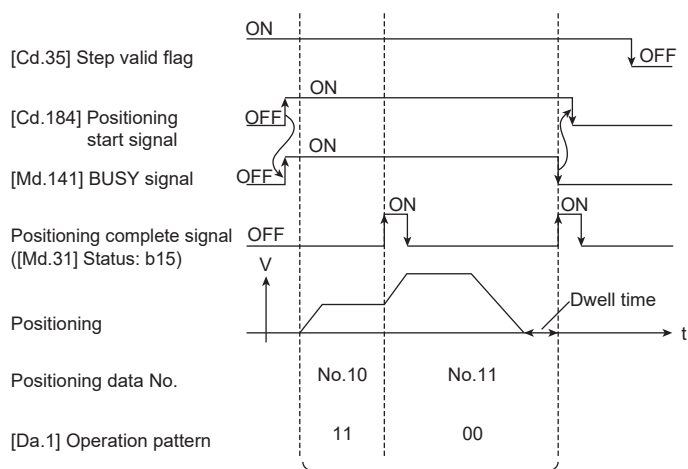 ON
[Cd.35] Step valid flag
OFF
ON
[Cd.184] Positioning
start signal
OFF
ON
[Md.141] BUSY signal
OFF
ON
ON
Positioning complete signal
([Md.31] Status: b15)
OFF
V
Dwell time
Positioning
t
Positioning data No.
No.10
No.11
[Da.1] Operation pattern
11
00